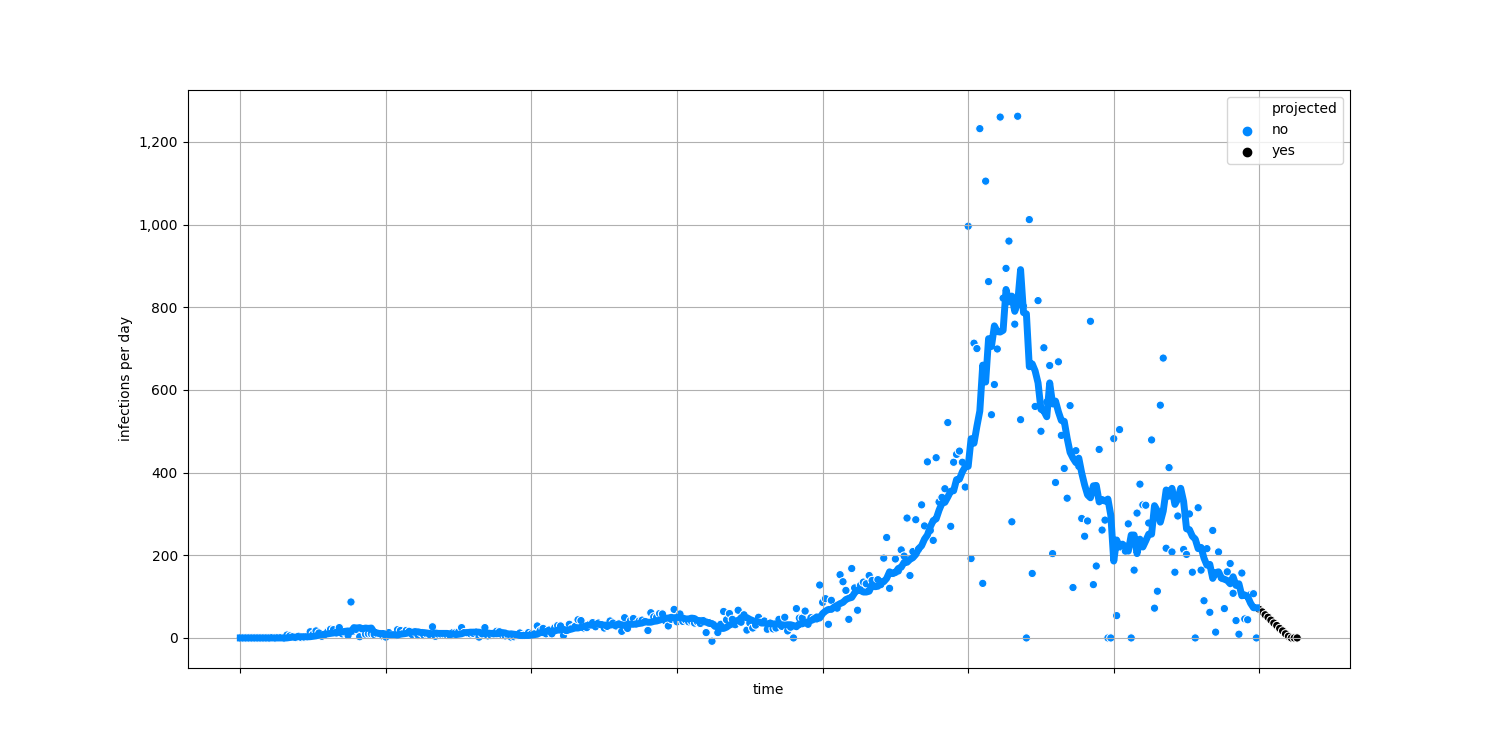 projected
no
yes
1,200
1,000
800
600
400
200
0
infections per day
time